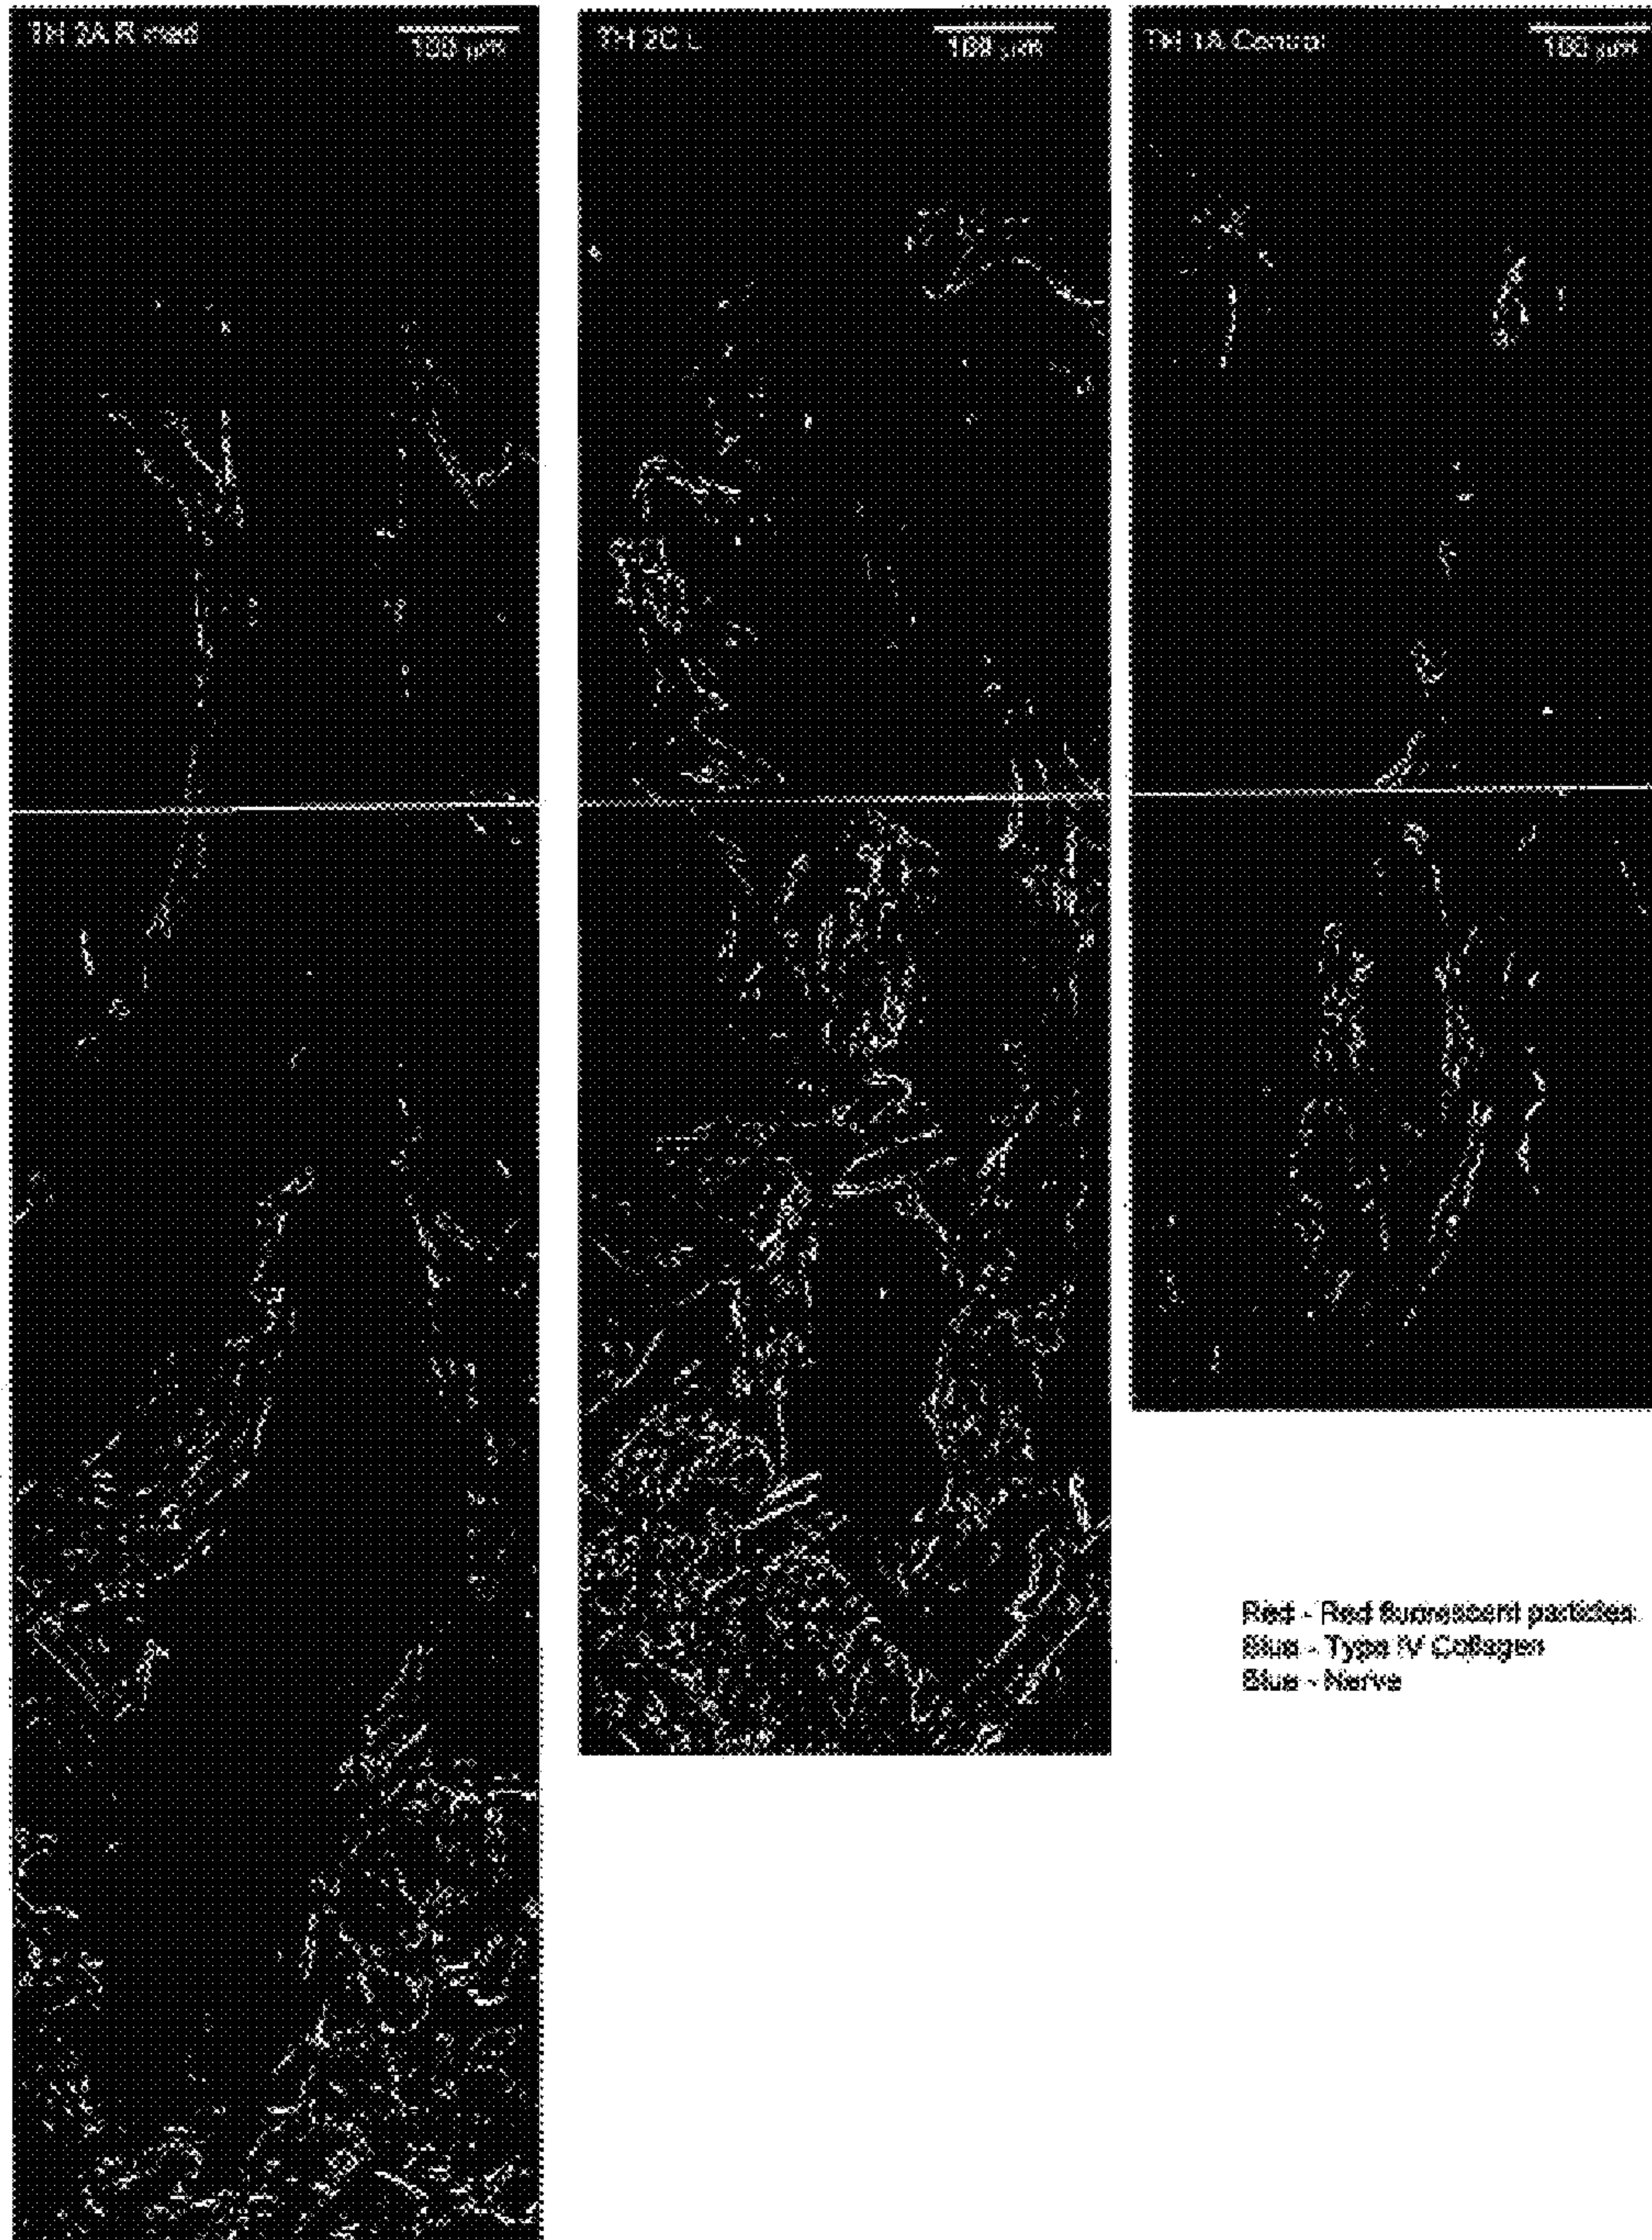 TH 2A R med
100 µm
TH 2C L
100 µm
TH 1A Central
100 µm
Red - Red fluorescent particles
Blue - Type IV Collagen
Blue - Nerve